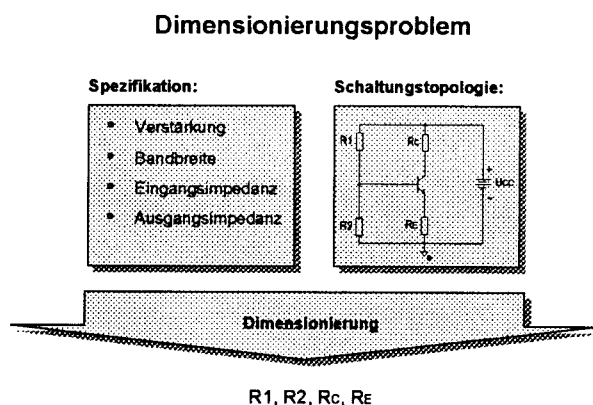 Dimensionierungsproblem
Spezifikation:
• Verstärkung
• Bandbreite
• Eingangsimpedanz
• Ausgangsimpedanz
Schaltungstopologie:
R1
Rc
+
Ucc
−
R2
RE
Dimensionierung
R1, R2, Rc, RE